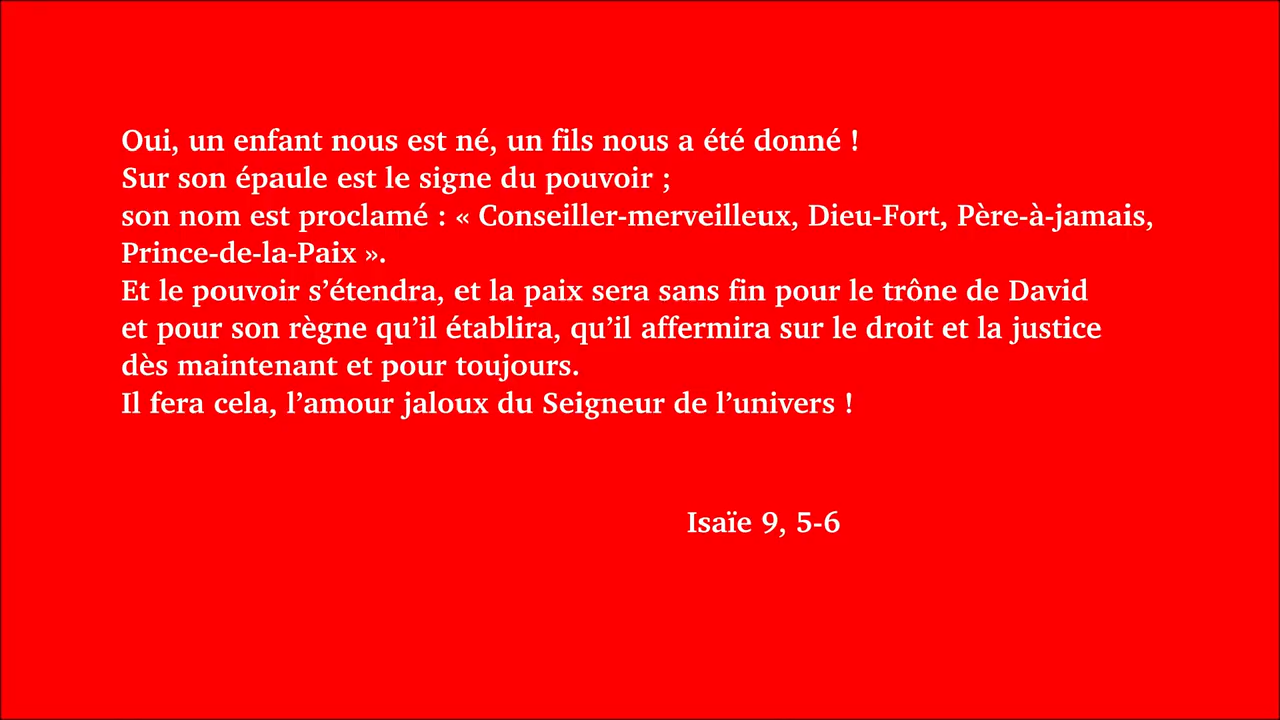 Oui, un enfant nous est né, un fils nous a été donné !
Sur son épaule est le signe du pouvoir ;
son nom est proclamé : « Conseiller-merveilleux, Dieu-Fort, Père-à-jamais,
Prince-de-la-Paix ».
Et le pouvoir s’étendra, et la paix sera sans fin pour le trône de David
et pour son règne qu’il établira, qu’il affermira sur le droit et la justice
dès maintenant et pour toujours.
Il fera cela, l’amour jaloux du Seigneur de l’univers !
Isaïe 9, 5-6